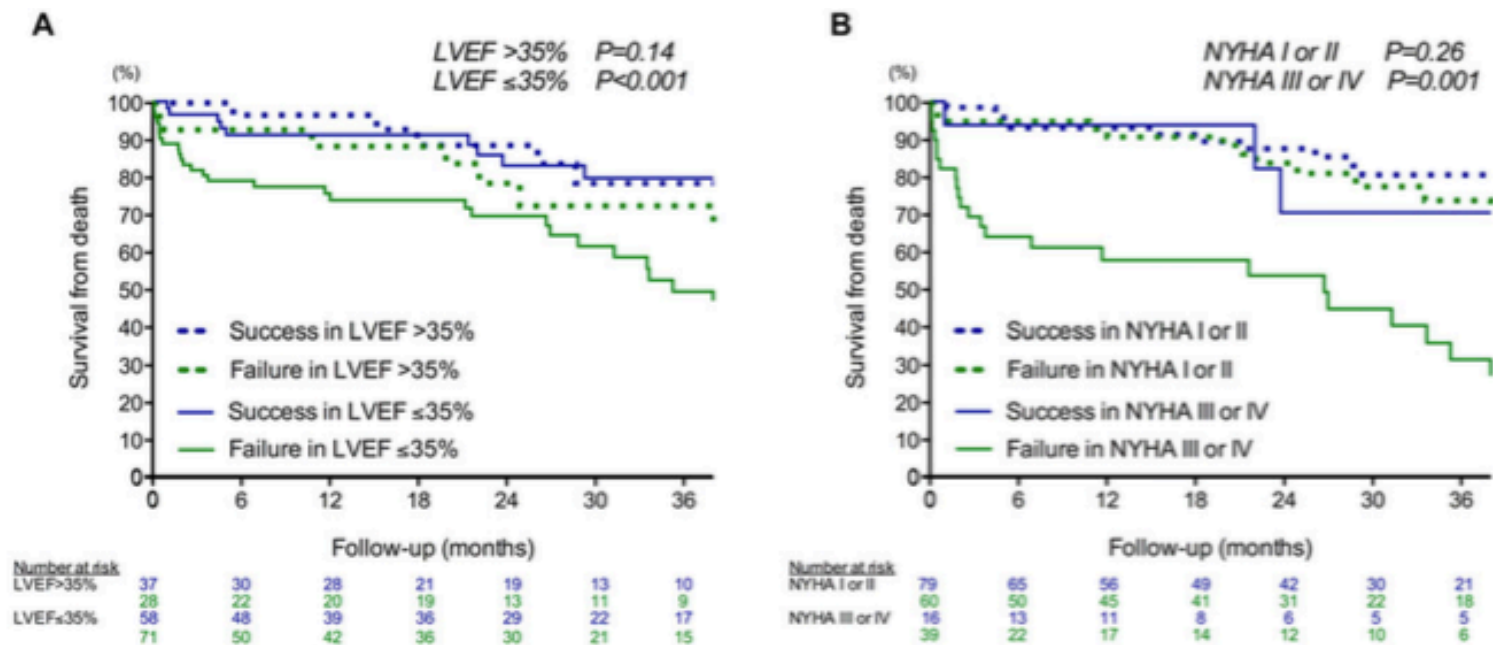 A
LVEF >35% P=0.14
LVEF ≤35% P<0.001
(%)
100
90
80
70
60
50
40
30
20
10
0
Survival from death
Success in LVEF >35%
Failure in LVEF >35%
Success in LVEF ≤35%
Failure in LVEF ≤35%
0 6 12 18 24 30 36
Follow-up (months)
Number at risk
LVEF>35% 37 30 28 21 19 13 10
28 22 20 19 13 11 9
LVEF≤35% 58 48 39 36 29 22 17
71 50 42 36 30 21 15
B
NYHA I or II P=0.26
NYHA III or IV P=0.001
(%)
100
90
80
70
60
50
40
30
20
10
0
Survival from death
Success in NYHA I or II
Failure in NYHA I or II
Success in NYHA III or IV
Failure in NYHA III or IV
0 6 12 18 24 30 36
Follow-up (months)
Number at risk
NYHA I or II 79 65 56 49 42 30 21
60 50 45 41 31 22 18
NYHA III or IV 16 13 11 8 6 5 5
39 22 17 14 12 10 6